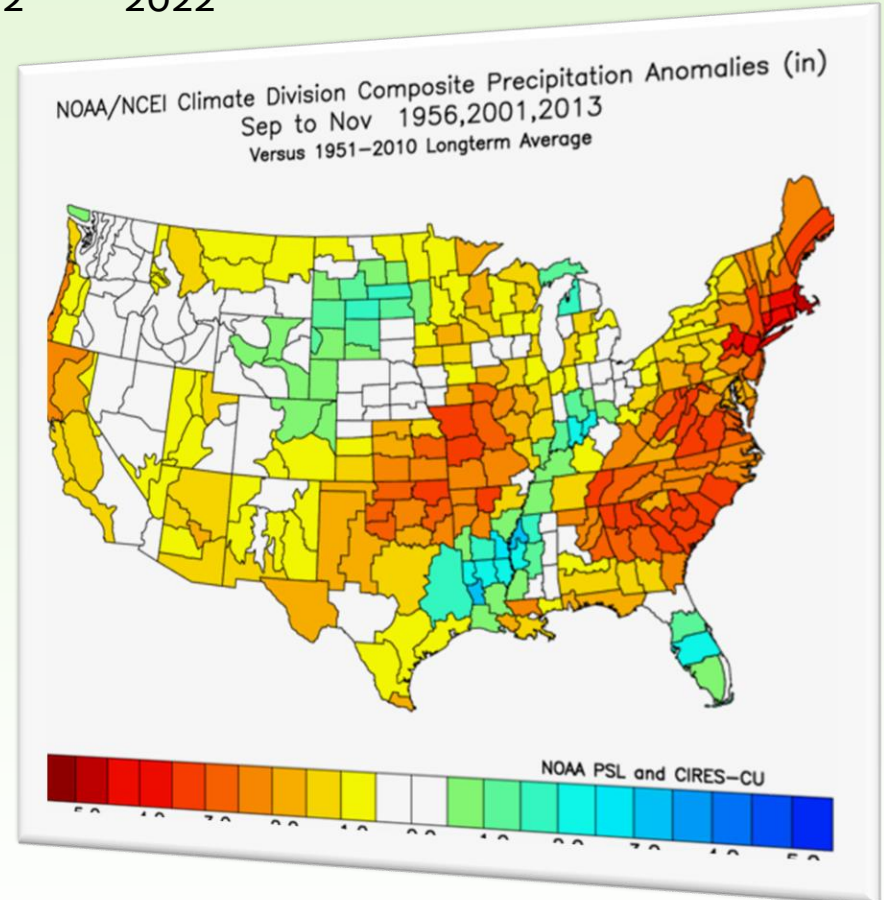 2022
NOAA/NCEI Climate Division Composite Precipitation Anomalies (in)
Sep to Nov 1956,2001,2013
Versus 1951−2010 Longterm Average
NOAA PSL and CIRES−CU